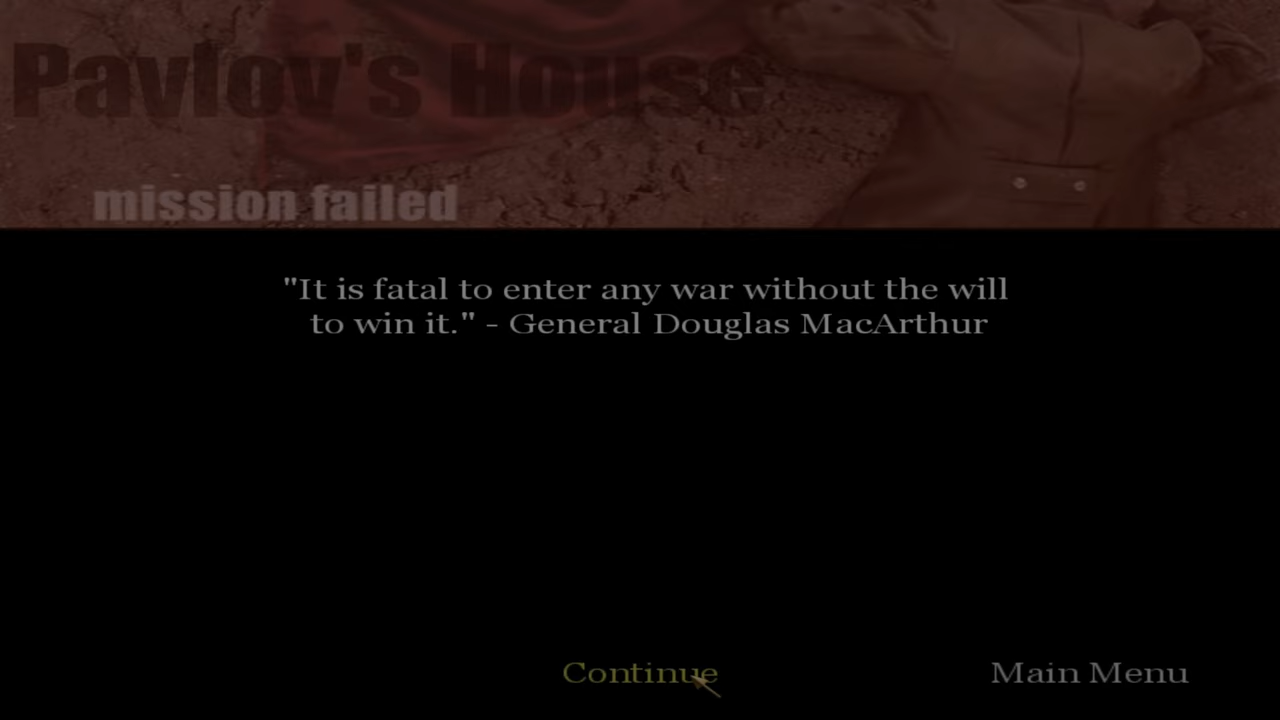 Pavlov's House
mission failed
"It is fatal to enter any war without the will
to win it." - General Douglas MacArthur
Continue
Main Menu